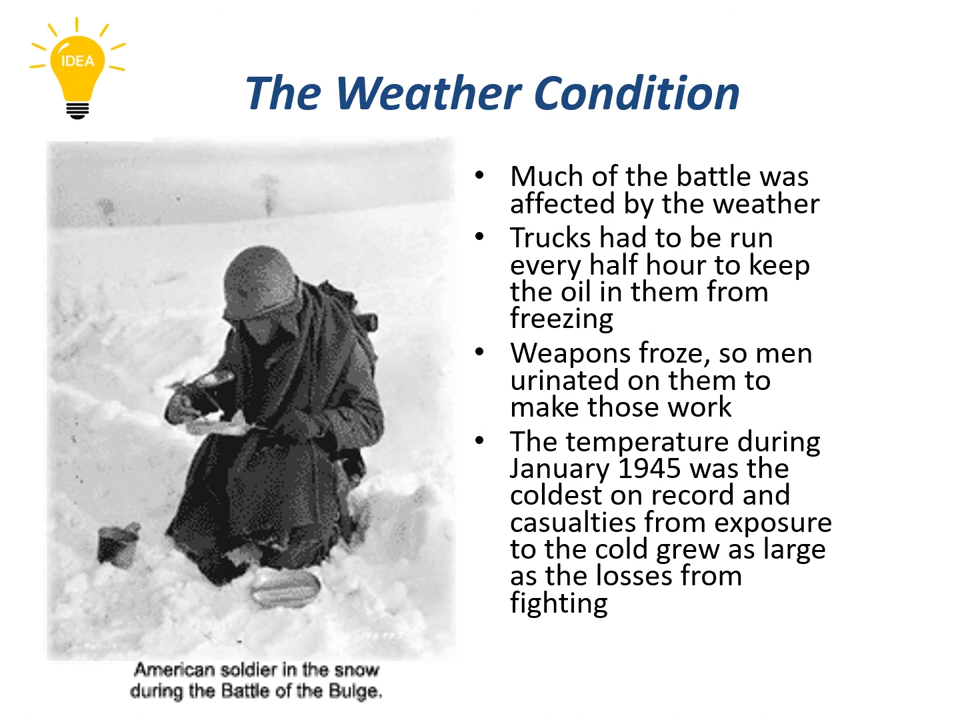 IDEA
The Weather Condition
• Much of the battle was
affected by the weather
• Trucks had to be run
every half hour to keep
the oil in them from
freezing
• Weapons froze, so men
urinated on them to
make those work
• The temperature during
January 1945 was the
coldest on record and
casualties from exposure
to the cold grew as large
as the losses from
fighting
American soldier in the snow
during the Battle of the Bulge.